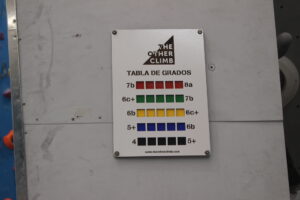 THE
OTHER
CLIMB
TABLA DE GRADOS
7b 8a
6c+ 7b
6b 6c+
5+ 6b
4 5+